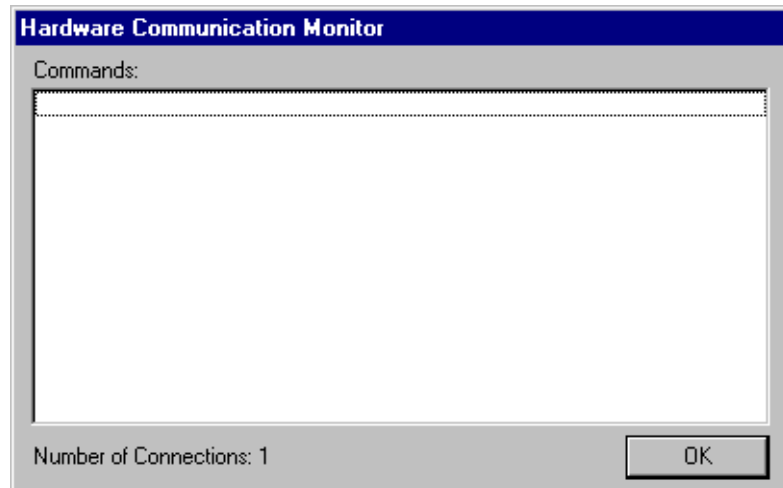 Hardware Communication Monitor
Commands:
Number of Connections: 1
OK